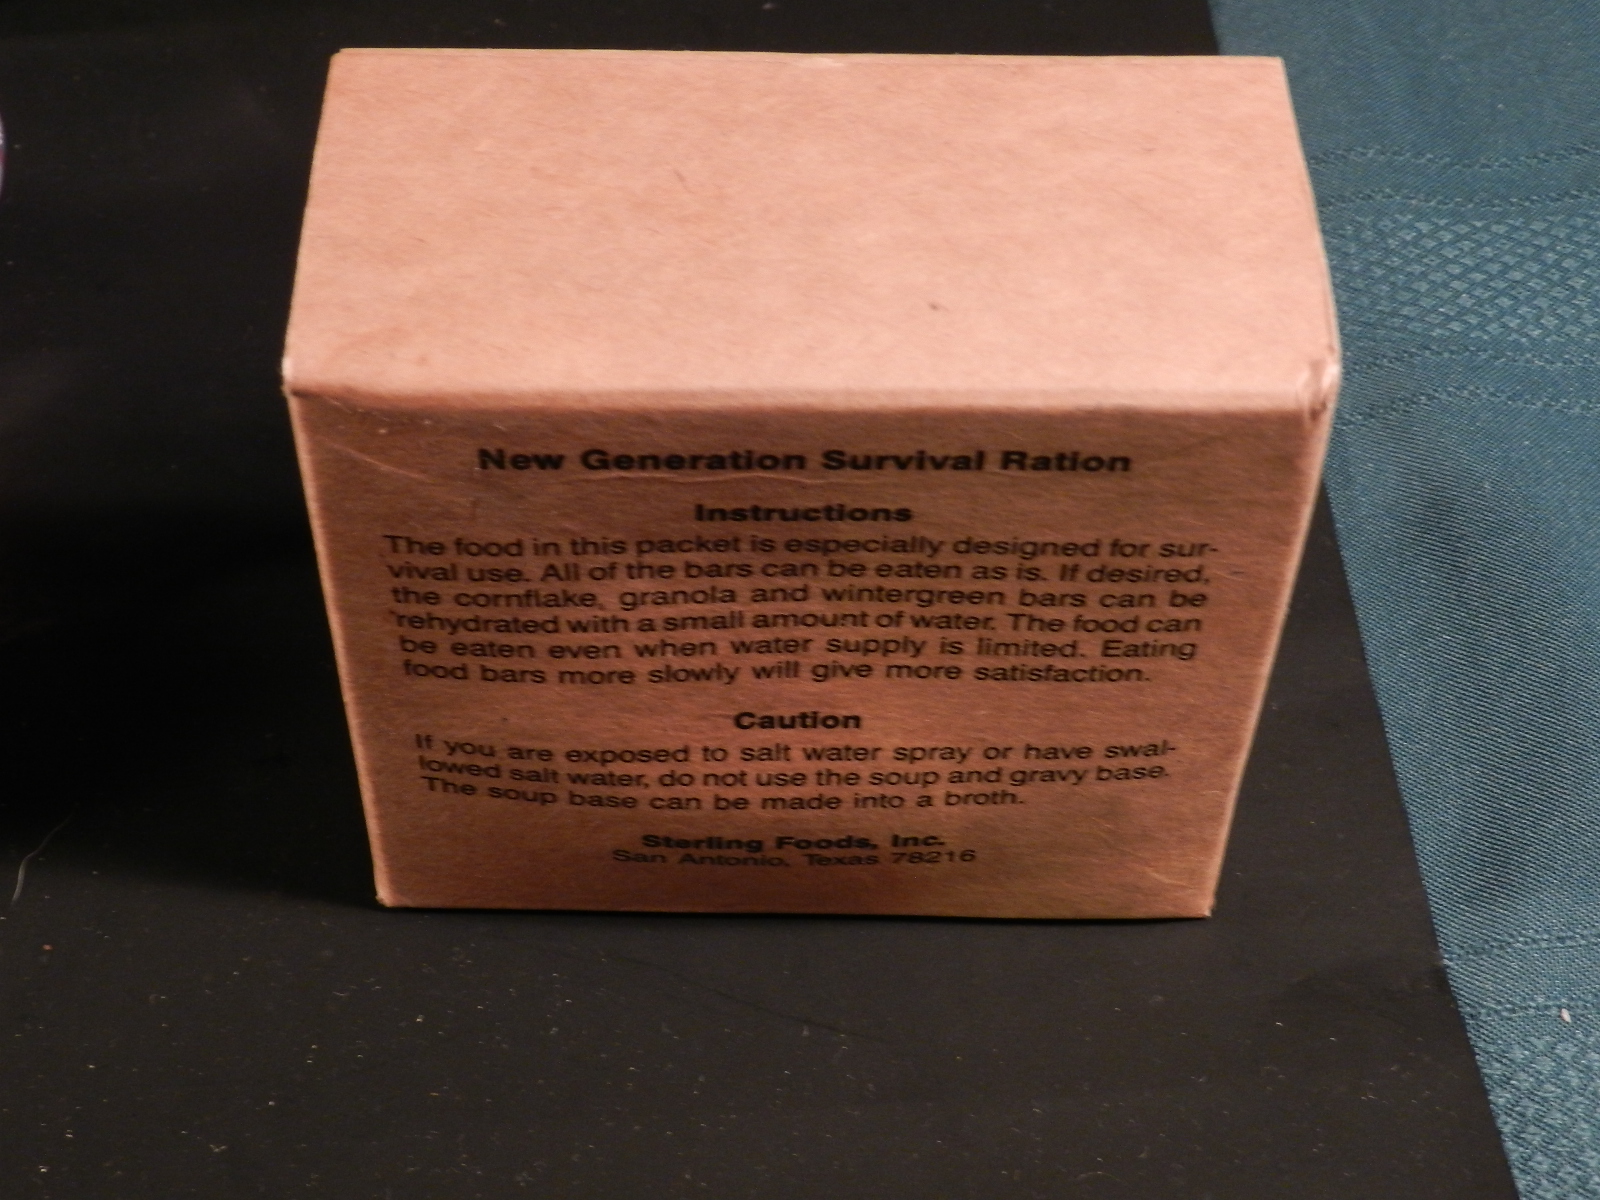 New Generation Survival Ration
Instructions
The food in this packet is especially designed for sur-
vival use. All of the bars can be eaten as is. If desired,
the cornflake, granola and wintergreen bars can be
rehydrated with a small amount of water. The food can
be eaten even when water supply is limited. Eating
food bars more slowly will give more satisfaction.
Caution
If you are exposed to salt water spray or have swal-
lowed salt water, do not use the soup and gravy base.
The soup base can be made into a broth.
Sterling Foods, Inc.
San Antonio, Texas 78216